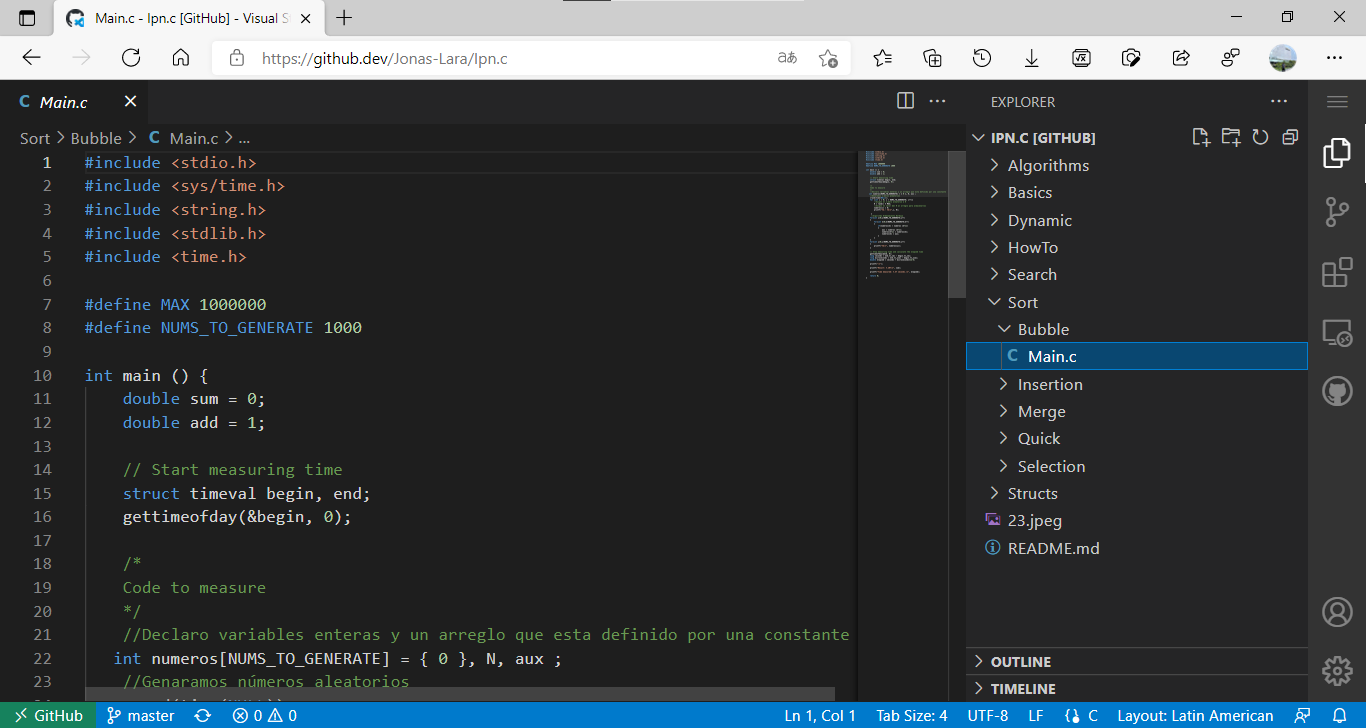 Main.c - Ipn.c [GitHub] - Visual S
https://github.dev/Jonas-Lara/Ipn.c
C Main.c
Sort > Bubble > C Main.c > ...
1 #include <stdio.h>
2 #include <sys/time.h>
3 #include <string.h>
4 #include <stdlib.h>
5 #include <time.h>
6
7 #define MAX 1000000
8 #define NUMS_TO_GENERATE 1000
9
10 int main () {
11 double sum = 0;
12 double add = 1;
13
14 // Start measuring time
15 struct timeval begin, end;
16 gettimeofday(&begin, 0);
17
18 /*
19 Code to measure
20 */
21 //Declaro variables enteras y un arreglo que esta definido por una constante
22 int numeros[NUMS_TO_GENERATE] = { 0 }, N, aux ;
23 //Genaramos números aleatorios
EXPLORER
IPN.C [GITHUB]
Algorithms
Basics
Dynamic
HowTo
Search
Sort
Bubble
C Main.c
Insertion
Merge
Quick
Selection
Structs
23.jpeg
README.md
OUTLINE
TIMELINE
GitHub master 0 0 Ln 1, Col 1 Tab Size: 4 UTF-8 LF C Layout: Latin American